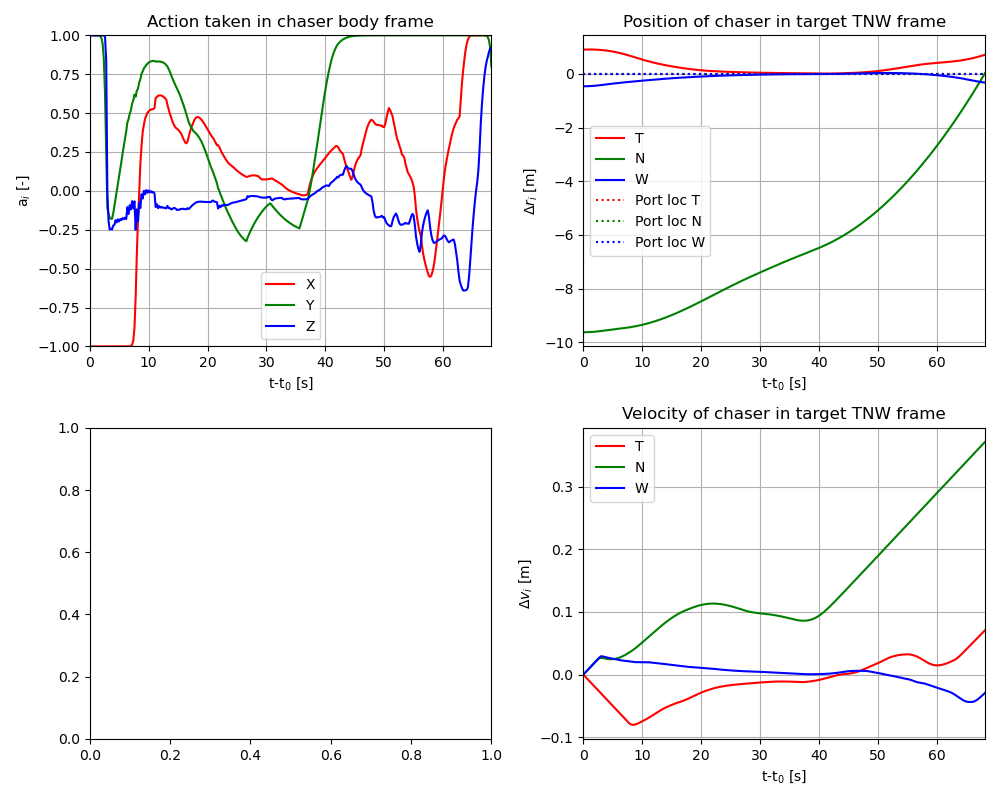 Action taken in chaser body frame
1.00
0.75
0.50
0.25
0.00
−0.25
−0.50
−0.75
−1.00
a_i [-]
X
Y
Z
0 10 20 30 40 50 60
t-t_0 [s]
Position of chaser in target TNW frame
0
−2
−4
−6
−8
−10
Δr_i [m]
T
N
W
Port loc T
Port loc N
Port loc W
0 10 20 30 40 50 60
t-t_0 [s]
1.0
0.8
0.6
0.4
0.2
0.0
0.0 0.2 0.4 0.6 0.8 1.0
Velocity of chaser in target TNW frame
0.3
0.2
0.1
0.0
−0.1
Δv_i [m]
T
N
W
0 10 20 30 40 50 60
t-t_0 [s]